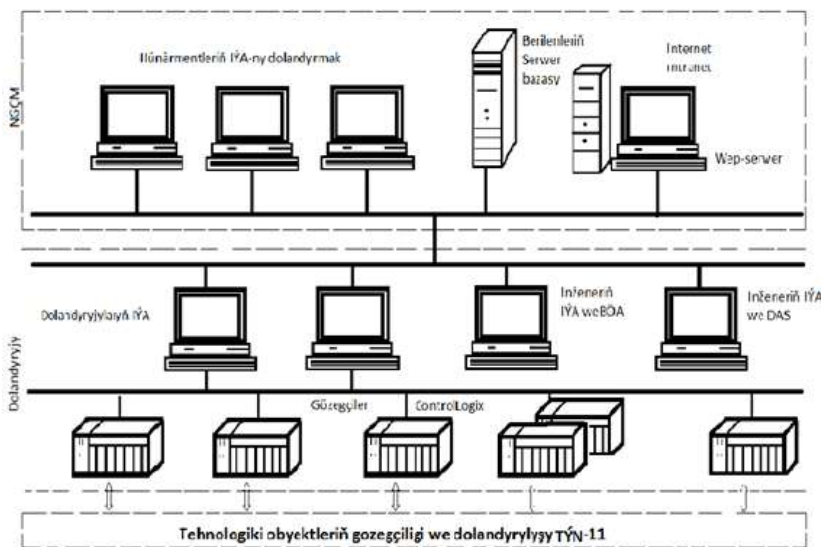 Hünärmentleriň IÝA-ny dolandyrmak
Berilenleriň
Serwer
bazasy
Internet
intranet
Wep-serwer
NGÇM
Dolandyryjylaryň IÝA
Inženeriň
IÝA weBÖA
Inženeriň IÝA
we DAS
Dolandyryjy
Gözegçiler
ControlLogix
Tehnologiki obyektleriň gozegçiligi we dolandyrylyşy TÝN-11